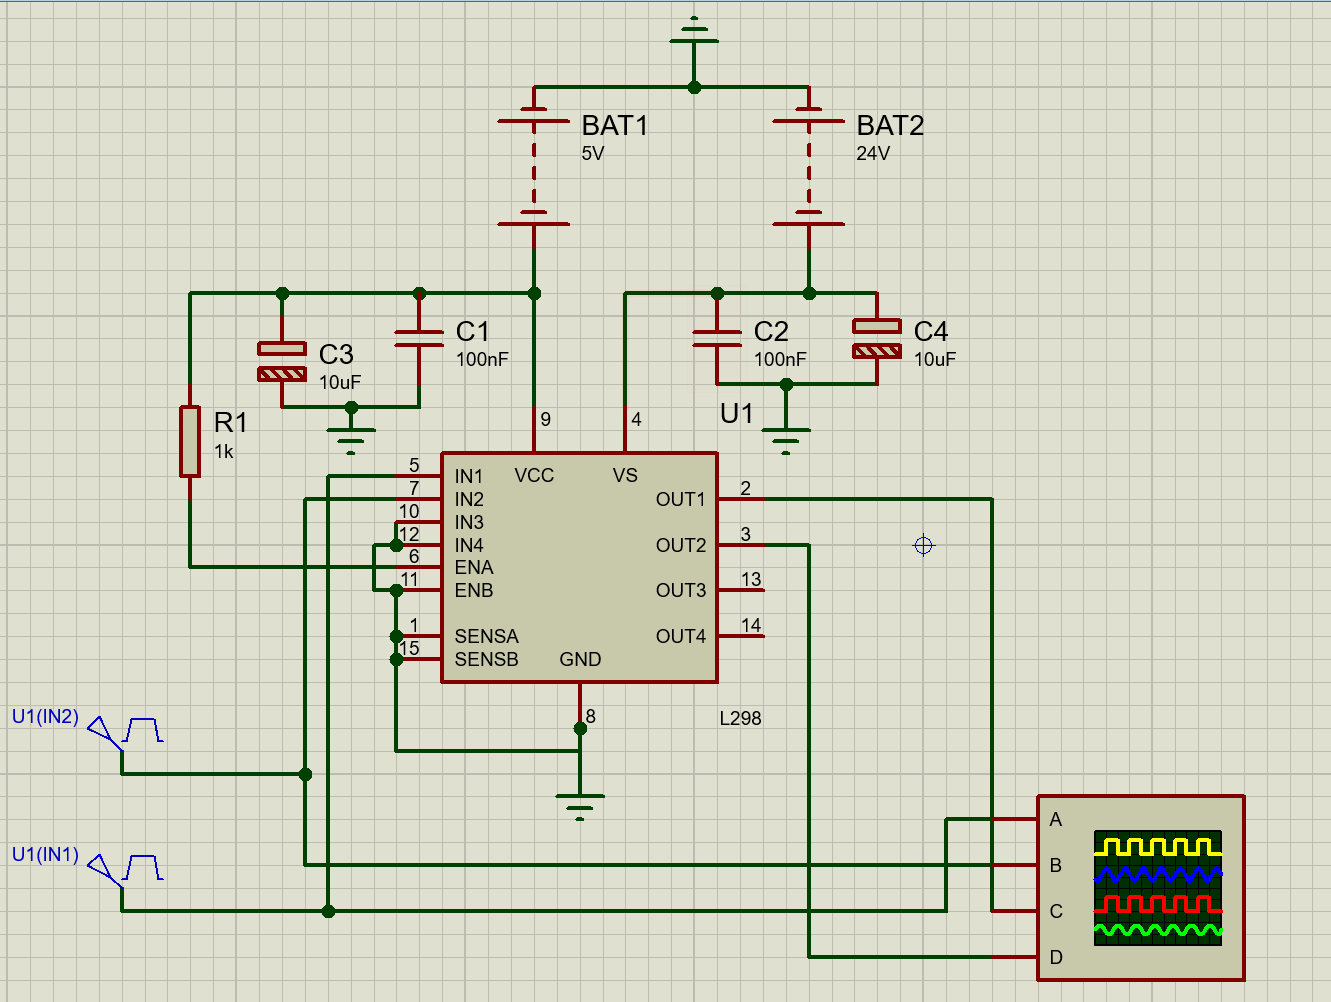 BAT1
5V
BAT2
24V
C3
10uF
C1
100nF
C2
100nF
C4
10uF
R1
1k
U1
9
4
VCC
VS
5
IN1
7
IN2
10
IN3
12
IN4
6
ENA
11
ENB
1
SENSA
15
SENSB
GND
8
OUT1
2
OUT2
3
OUT3
13
OUT4
14
L298
U1(IN2)
U1(IN1)
A
B
C
D